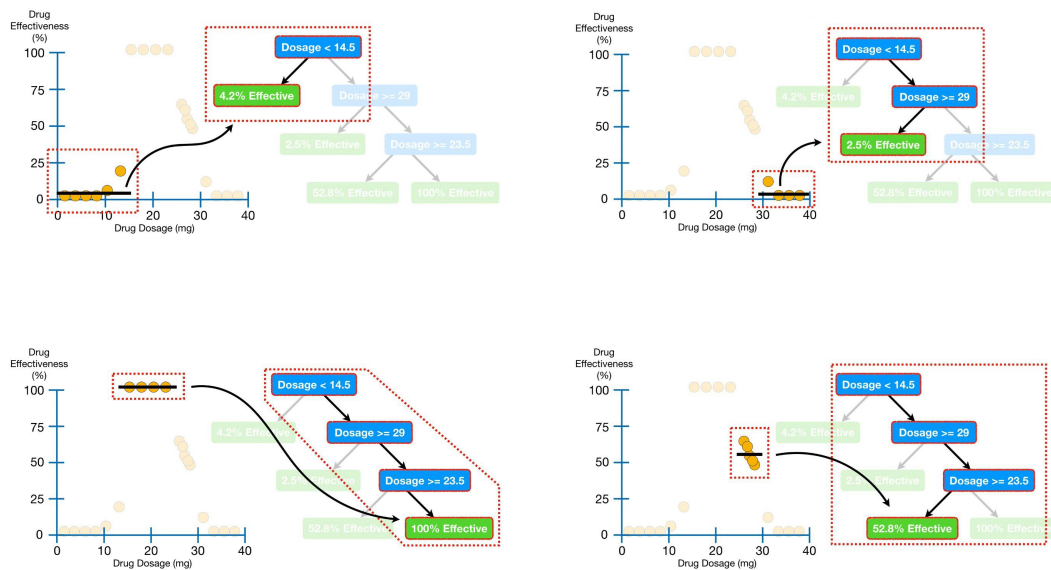 Drug
Effectiveness
(%)
100
75
50
25
0
0
10
20
30
40
Drug Dosage (mg)
Dosage < 14.5
4.2% Effective
Dosage >= 29
2.5% Effective
Dosage >= 23.5
52.8% Effective
100% Effective
Drug
Effectiveness
(%)
100
75
50
25
0
0
10
20
30
40
Drug Dosage (mg)
Dosage < 14.5
4.2% Effective
Dosage >= 29
2.5% Effective
Dosage >= 23.5
52.8% Effective
100% Effective
Drug
Effectiveness
(%)
100
75
50
25
0
0
10
20
30
40
Drug Dosage (mg)
Dosage < 14.5
4.2% Effective
Dosage >= 29
2.5% Effective
Dosage >= 23.5
52.8% Effective
100% Effective
Drug
Effectiveness
(%)
100
75
50
25
0
0
10
20
30
40
Drug Dosage (mg)
Dosage < 14.5
4.2% Effective
Dosage >= 29
2.5% Effective
Dosage >= 23.5
52.8% Effective
100% Effective